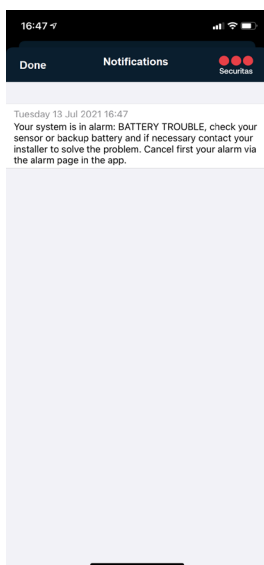 16:47
Done
Notifications
Securitas
Tuesday 13 Jul 2021 16:47
Your system is in alarm: BATTERY TROUBLE, check your
sensor or backup battery and if necessary contact your
installer to solve the problem. Cancel first your alarm via
the alarm page in the app.